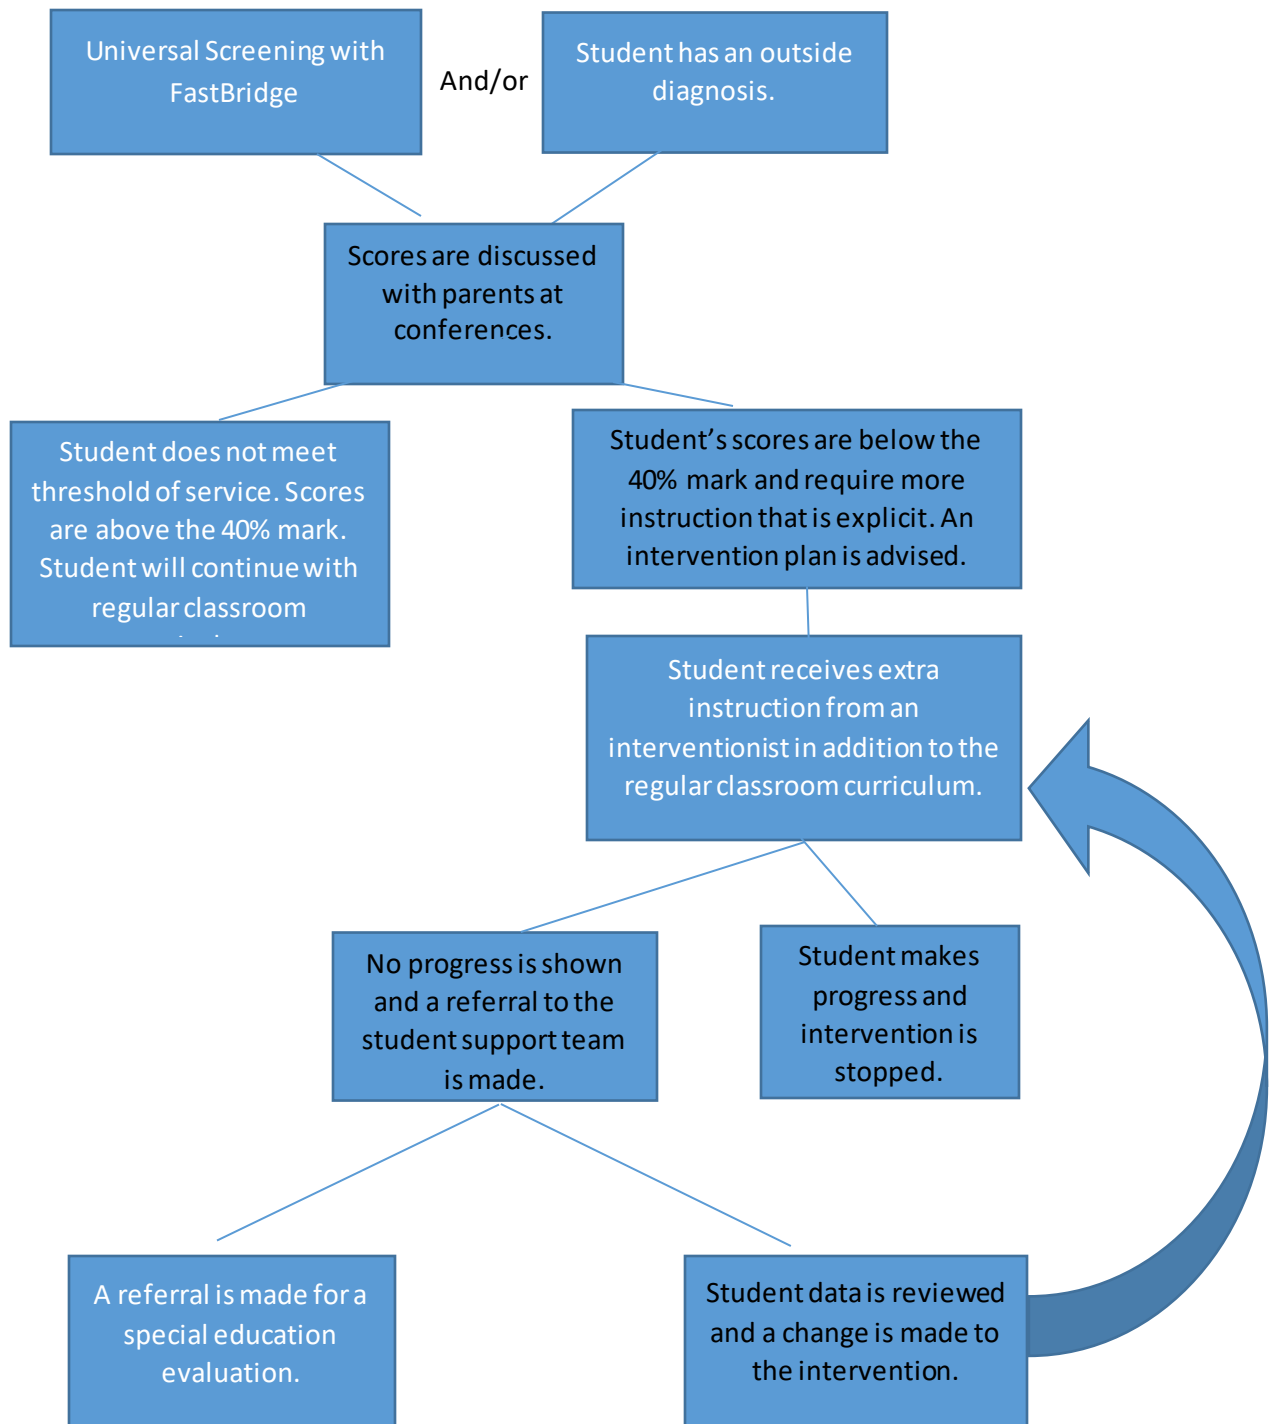 Universal Screening with
FastBridge
And/or
Student has an outside
diagnosis.
Scores are discussed
with parents at
conferences.
Student does not meet
threshold of service. Scores
are above the 40% mark.
Student will continue with
regular classroom
Student's scores are below the
40% mark and require more
instruction that is explicit. An
intervention plan is advised.
Student receives extra
instruction from an
interventionist in addition to the
regular classroom curriculum.
No progress is shown
and a referral to the
student support team
is made.
Student makes
progress and
intervention is
stopped.
A referral is made for a
special education
evaluation.
Student data is reviewed
and a change is made to
the intervention.